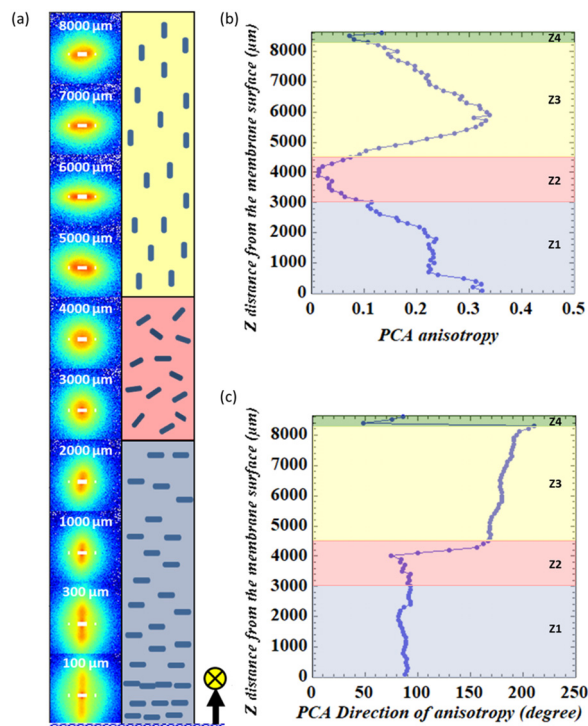 (a)
8000 µm
7000 µm
6000 µm
5000 µm
4000 µm
3000 µm
2000 µm
1000 µm
300 µm
100 µm
(b)
Z distance from the membrane surface (µm)
8000
7000
6000
5000
4000
3000
2000
1000
0
Z4
Z3
Z2
Z1
0 0.1 0.2 0.3 0.4 0.5
PCA anisotropy
(c)
Z distance from the membrane surface (µm)
8000
7000
6000
5000
4000
3000
2000
1000
0
Z4
Z3
Z2
Z1
0 50 100 150 200 250
PCA Direction of anisotropy (degree)